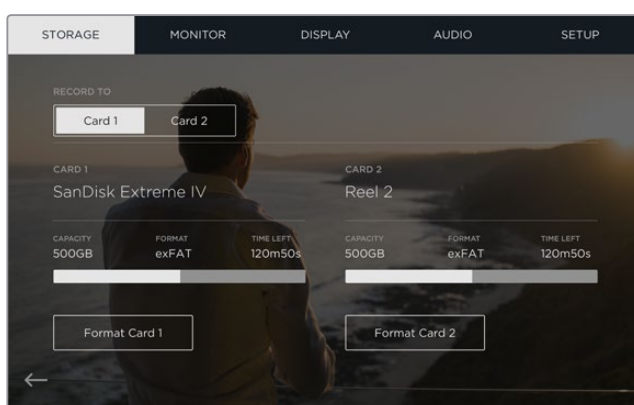 STORAGE MONITOR DISPLAY AUDIO SETUP
RECORD TO
Card 1 Card 2
CARD 1 CARD 2
SanDisk Extreme IV Reel 2
CAPACITY FORMAT TIME LEFT CAPACITY FORMAT TIME LEFT
500GB exFAT 120m50s 500GB exFAT 120m50s
Format Card 1 Format Card 2